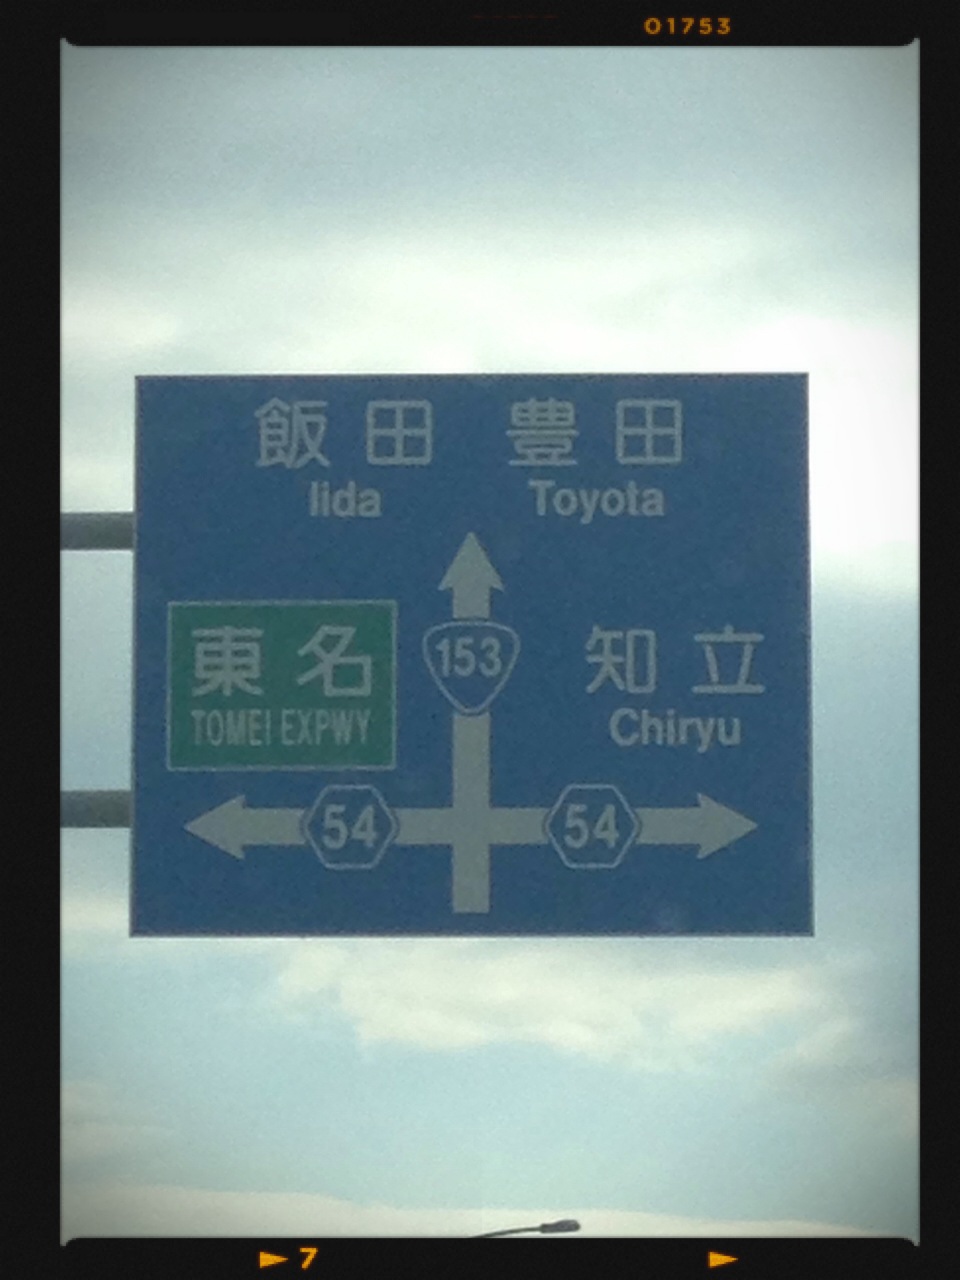 01753
飯田 豊田
Iida Toyota
東名
TOMEI EXPWY
153
知立
Chiryu
54 54
7